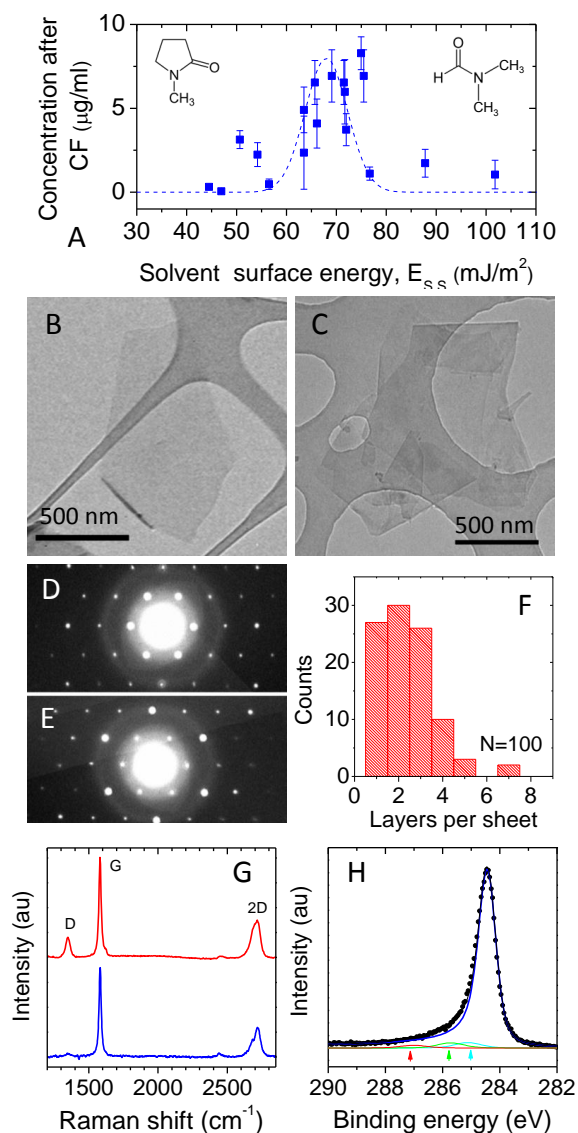 10
5
0
Concentration after
CF (μg/ml)
N
O
CH₃
O
H
N
CH₃
CH₃
30 40 50 60 70 80 90 100 110
A
Solvent surface energy, E_S.S (mJ/m²)
B
500 nm
C
500 nm
D
E
F
30
20
10
0
Counts
N=100
0 2 4 6 8
Layers per sheet
G
D
G
2D
Intensity (au)
1500 2000 2500
Raman shift (cm⁻¹)
H
Intensity (au)
290 288 286 284 282
Binding energy (eV)